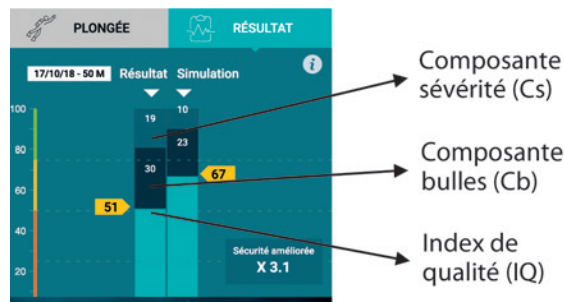 PLONGÉE
RÉSULTAT
17/10/18 - 50 M
Résultat Simulation
i
100
80
60
40
20
19
10
23
30
51
67
Sécurité améliorée
X 3.1
Composante
sévérité (Cs)
Composante
bulles (Cb)
Index de
qualité (IQ)